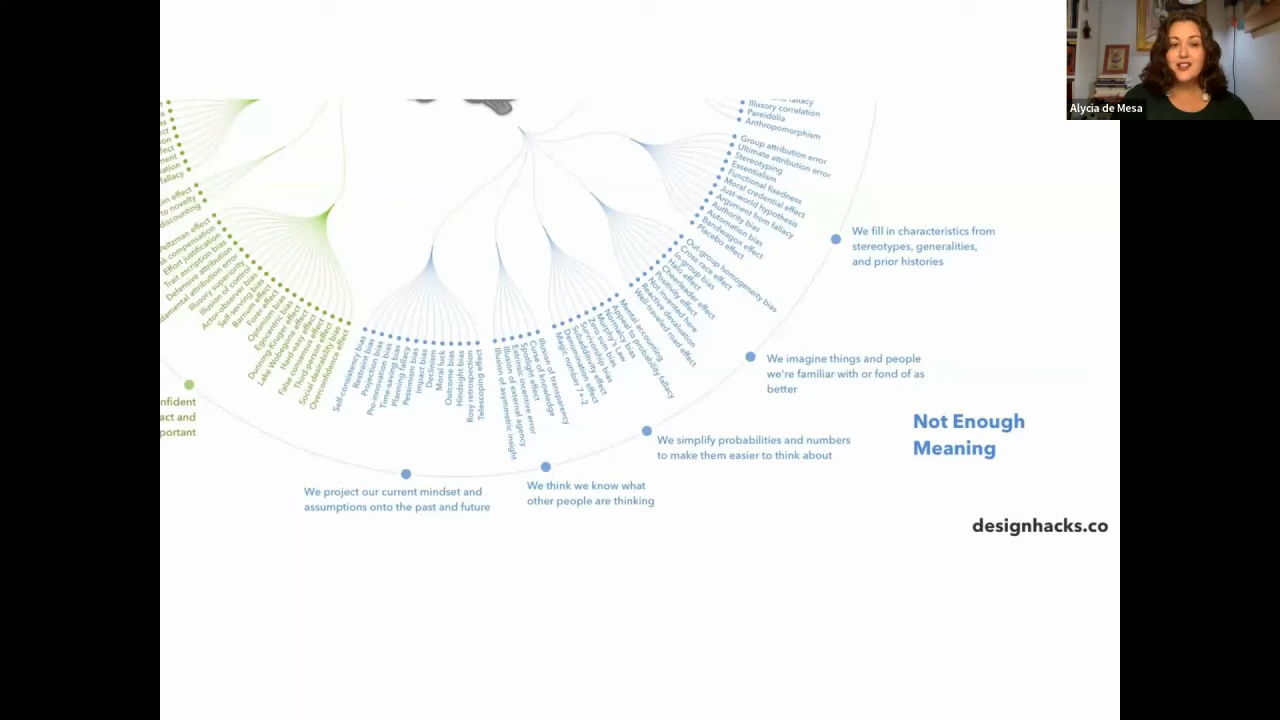 Alycia de Mesa
Illusory correlation
Pareidolia
Anthropomorphism
Group attribution error
Ultimate attribution error
Stereotyping
Essentialism
Functional fixedness
Moral credential effect
Just-world hypothesis
Argument from fallacy
Authority bias
Automation bias
Bandwagon effect
Placebo effect
We fill in characteristics from
stereotypes, generalities,
and prior histories
Out-group homogeneity bias
Cross-race effect
In-group bias
Halo effect
Cheerleader effect
Positivity effect
Not invented here
Reactive devaluation
Well-traveled road effect
We imagine things and people
we're familiar with or fond of as
better
Mental accounting
Appeal to probability fallacy
Normalcy bias
Murphy's Law
Zero sum bias
Survivorship bias
Subadditivity effect
Denomination effect
Magic number 7+-2
We simplify probabilities and numbers
to make them easier to think about
Illusion of transparency
Curse of knowledge
Spotlight effect
Extrinsic incentive error
Illusion of external agency
Illusion of asymmetric insight
We think we know what
other people are thinking
Telescoping effect
Rosy retrospection
Hindsight bias
Outcome bias
Moral luck
Declinism
Impact bias
Pessimism bias
Planning fallacy
Time-saving bias
Pro-innovation bias
Projection bias
Restraint bias
Self-consistency bias
We project our current mindset and
assumptions onto the past and future
Overconfidence effect
Social desirability bias
Third-person effect
False consensus effect
Hard-easy effect
Lake Wobegone effect
Dunning-Kruger effect
Egocentric bias
Optimism bias
Forer effect
Barnum effect
Self-serving bias
Actor-observer bias
Illusion of control
Illusory superiority
damental attribution error
Defensive attribution
Trait ascription bias
Effort justification
k compensation
eltzman effect
discounting
to novelty
m effect
nfident
act and
portant
Not Enough
Meaning
designhacks.co